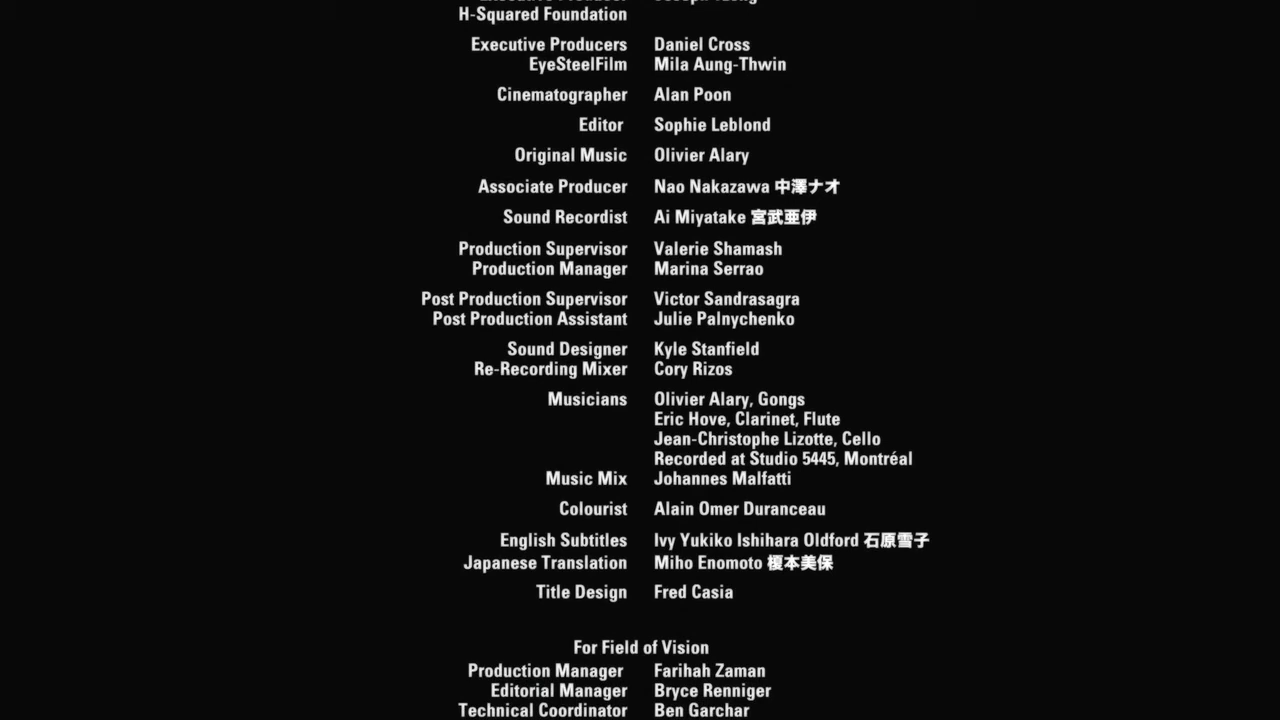 H-Squared Foundation
Executive Producers Daniel Cross
EyeSteelFilm Mila Aung-Thwin
Cinematographer Alan Poon
Editor Sophie Leblond
Original Music Olivier Alary
Associate Producer Nao Nakazawa 中澤ナオ
Sound Recordist Ai Miyatake 宮武亜伊
Production Supervisor Valerie Shamash
Production Manager Marina Serrao
Post Production Supervisor Victor Sandrasagra
Post Production Assistant Julie Palnychenko
Sound Designer Kyle Stanfield
Re-Recording Mixer Cory Rizos
Musicians Olivier Alary, Gongs
Eric Hove, Clarinet, Flute
Jean-Christophe Lizotte, Cello
Recorded at Studio 5445, Montréal
Music Mix Johannes Malfatti
Colourist Alain Omer Duranceau
English Subtitles Ivy Yukiko Ishihara Oldford 石原雪子
Japanese Translation Miho Enomoto 榎本美保
Title Design Fred Casia
For Field of Vision
Production Manager Farihah Zaman
Editorial Manager Bryce Renniger
Technical Coordinator Ben Garchar